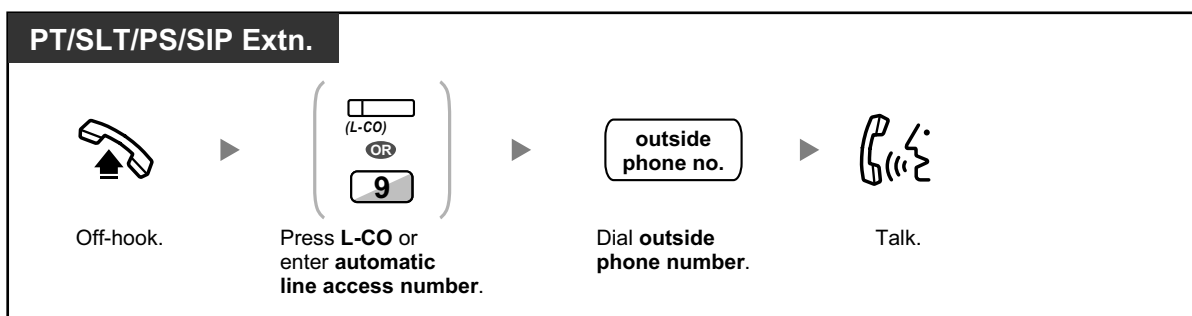 PT/SLT/PS/SIP Extn.
(L-CO)
OR
9
outside
phone no.
Off-hook.
Press L-CO or
enter automatic
line access number.
Dial outside
phone number.
Talk.